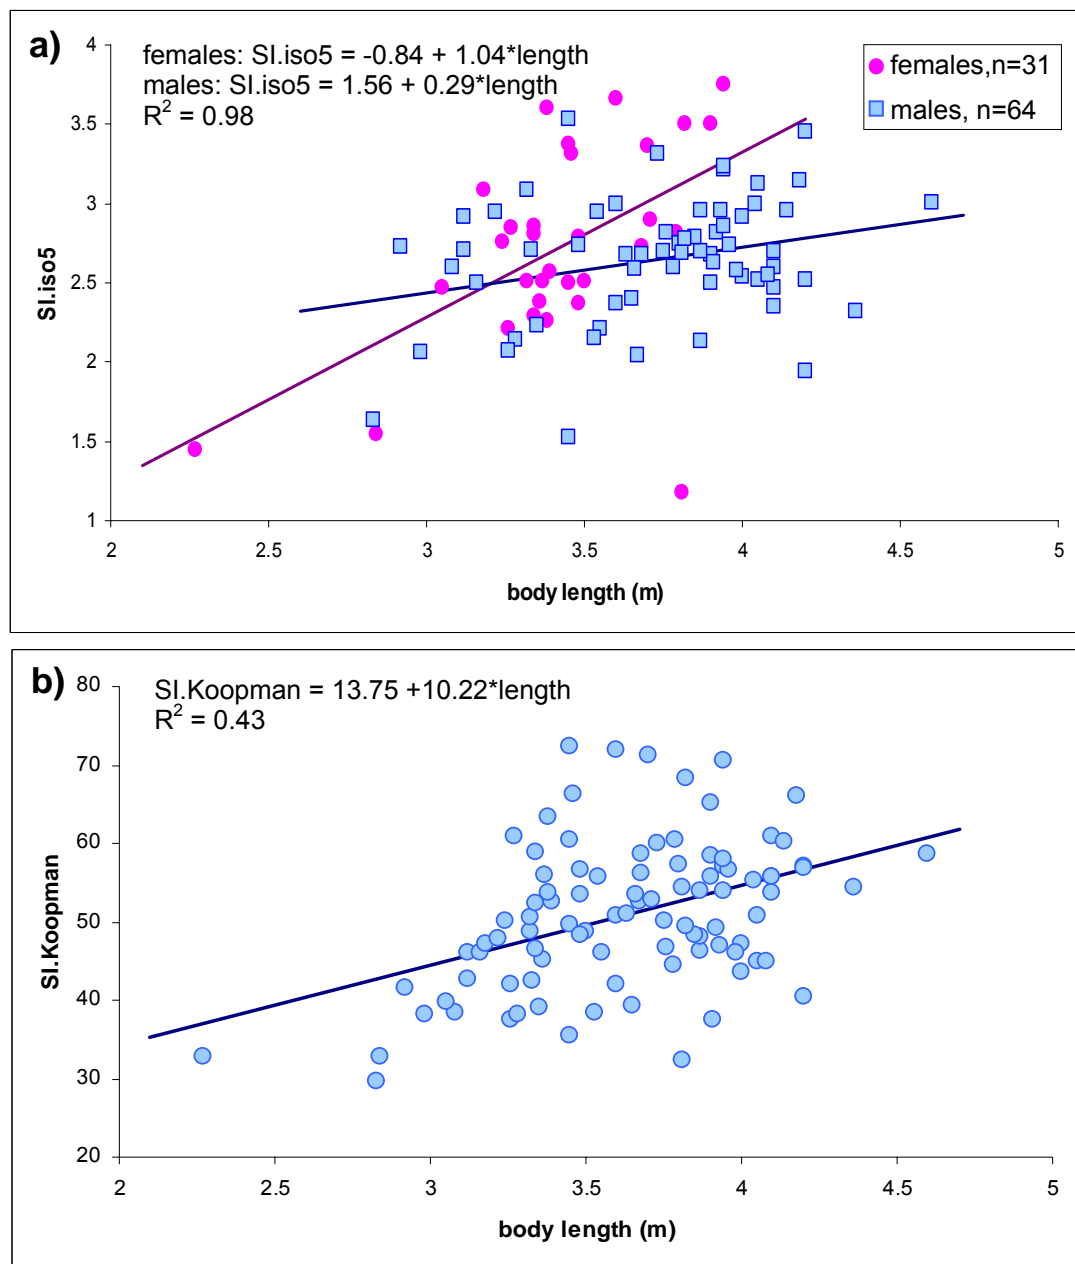 a)
females: SI.iso5 = -0.84 + 1.04*length
males: SI.iso5 = 1.56 + 0.29*length
R² = 0.98
females,n=31
males, n=64
4
3.5
3
2.5
2
1.5
1
SI.iso5
2
2.5
3
3.5
4
4.5
5
body length (m)
b)
SI.Koopman = 13.75 +10.22*length
R² = 0.43
80
70
60
50
40
30
20
SI.Koopman
2
2.5
3
3.5
4
4.5
5
body length (m)